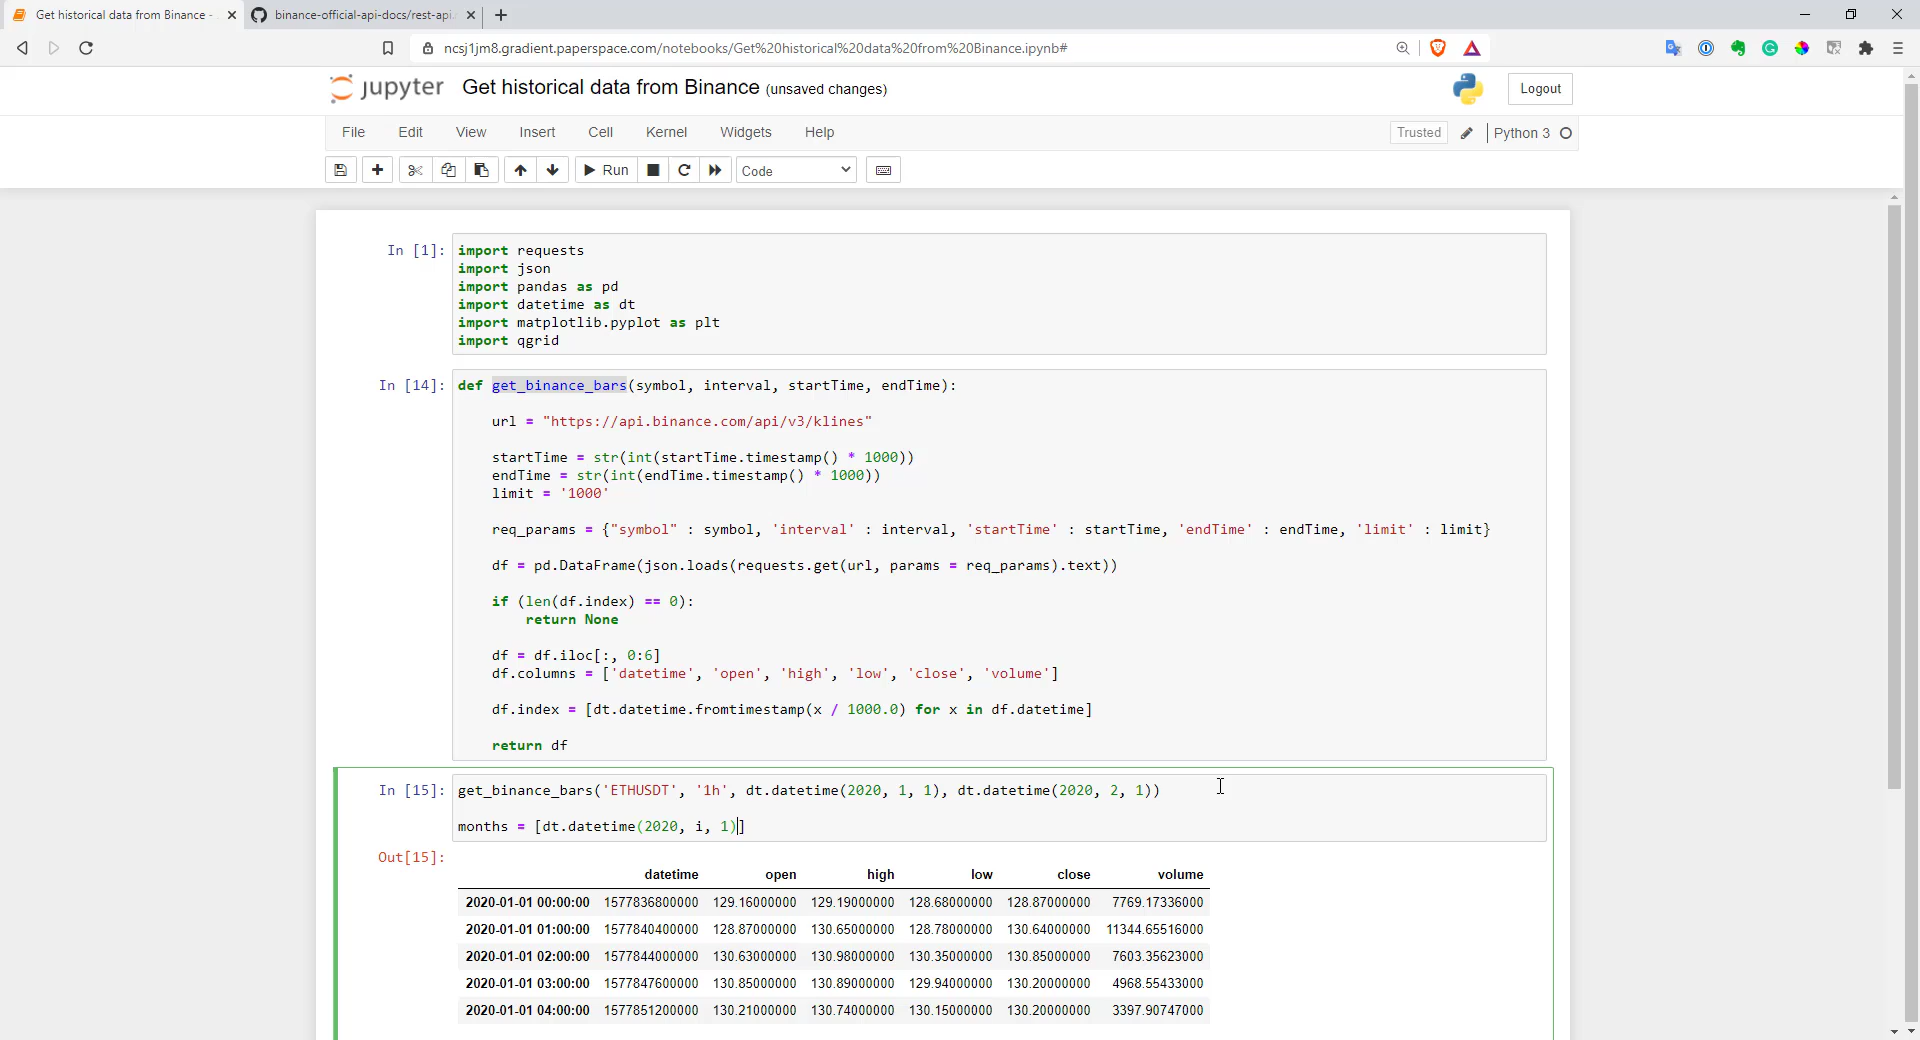 Get historical data from Binance -
binance-official-api-docs/rest-api.
ncsj1jm8.gradient.paperspace.com/notebooks/Get%20historical%20data%20from%20Binance.ipynb#
jupyter Get historical data from Binance (unsaved changes)
Logout
File Edit View Insert Cell Kernel Widgets Help
Trusted Python 3
Run Code
In [1]:
import requests
import json
import pandas as pd
import datetime as dt
import matplotlib.pyplot as plt
import qgrid
In [14]:
def get_binance_bars(symbol, interval, startTime, endTime):
url = "https://api.binance.com/api/v3/klines"
startTime = str(int(startTime.timestamp() * 1000))
endTime = str(int(endTime.timestamp() * 1000))
limit = '1000'
req_params = {"symbol" : symbol, 'interval' : interval, 'startTime' : startTime, 'endTime' : endTime, 'limit' : limit}
df = pd.DataFrame(json.loads(requests.get(url, params = req_params).text))
if (len(df.index) == 0):
return None
df = df.iloc[:, 0:6]
df.columns = ['datetime', 'open', 'high', 'low', 'close', 'volume']
df.index = [dt.datetime.fromtimestamp(x / 1000.0) for x in df.datetime]
return df
In [15]:
get_binance_bars('ETHUSDT', '1h', dt.datetime(2020, 1, 1), dt.datetime(2020, 2, 1))
months = [dt.datetime(2020, i, 1)]
Out[15]:
datetime open high low close volume
2020-01-01 00:00:00 1577836800000 129.16000000 129.19000000 128.68000000 128.87000000 7769.17336000
2020-01-01 01:00:00 1577840400000 128.87000000 130.65000000 128.78000000 130.64000000 11344.65516000
2020-01-01 02:00:00 1577844000000 130.63000000 130.98000000 130.35000000 130.85000000 7603.35623000
2020-01-01 03:00:00 1577847600000 130.85000000 130.89000000 129.94000000 130.20000000 4968.55433000
2020-01-01 04:00:00 1577851200000 130.21000000 130.74000000 130.15000000 130.20000000 3397.90747000